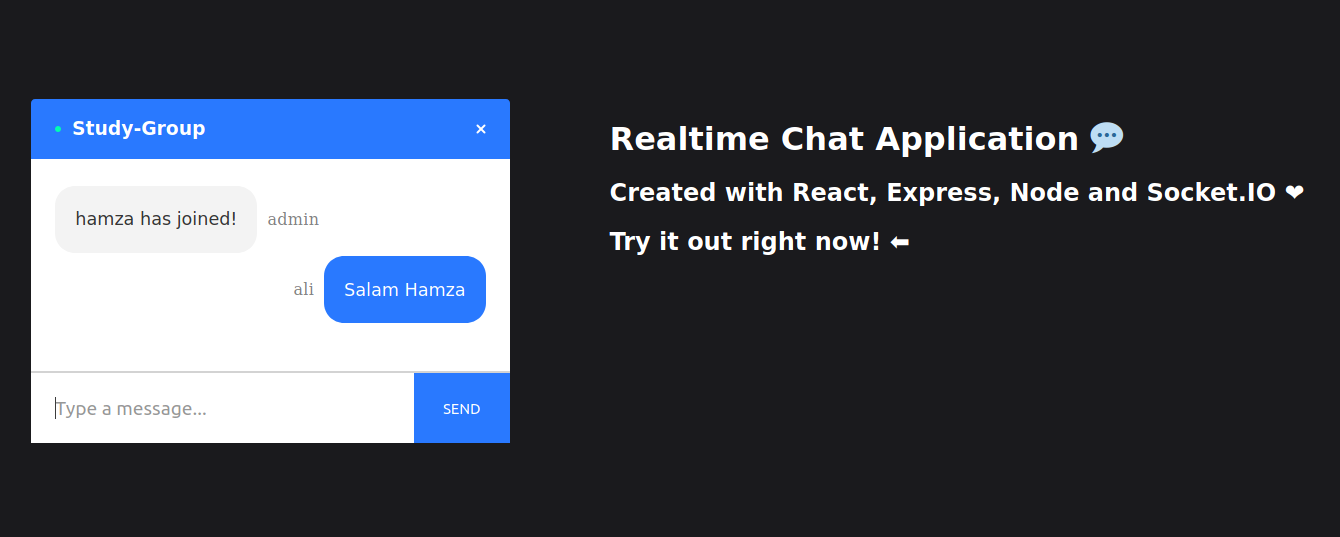 Study-Group ×
hamza has joined! admin
ali Salam Hamza
Type a message...
SEND
Realtime Chat Application 💬
Created with React, Express, Node and Socket.IO ❤
Try it out right now! ⬅